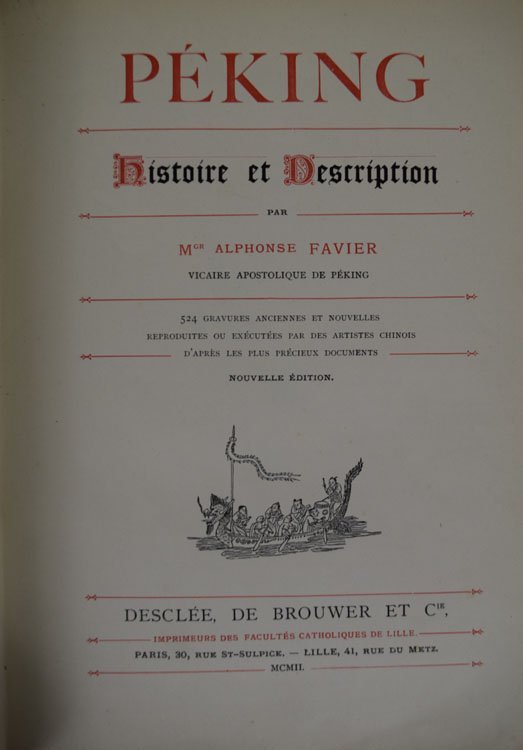 PÉKING
Histoire et Description
PAR
Mgr ALPHONSE FAVIER
VICAIRE APOSTOLIQUE DE PÉKING
524 GRAVURES ANCIENNES ET NOUVELLES
REPRODUITES OU EXÉCUTÉES PAR DES ARTISTES CHINOIS
D'APRÈS LES PLUS PRÉCIEUX DOCUMENTS
NOUVELLE ÉDITION.
DESCLÉE, DE BROUWER ET Cie,
IMPRIMEURS DES FACULTÉS CATHOLIQUES DE LILLE.
PARIS, 30, RUE ST-SULPICE. — LILLE, 41, RUE DU METZ.
MCMII.